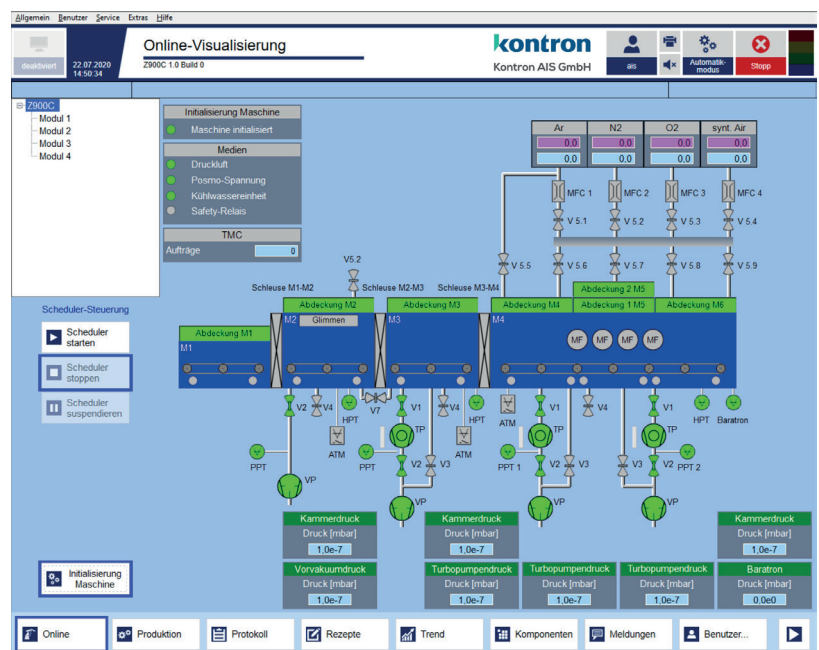 Allgemein Benutzer Service Extras Hilfe
deaktiviert
22.07.2020
14:50:34
Online-Visualisierung
Z900C 1.0 Build 0
kontron
Kontron AIS GmbH
ais
Automatik-
modus
Stopp
Z900C
Modul 1
Modul 2
Modul 3
Modul 4
Initialisierung Maschine
Maschine initialisiert
Medien
Druckluft
Posmo-Spannung
Kühlwassereinheit
Safety-Relais
TMC
Aufträge 0
Ar N2 O2 synt. Air
0,0 0,0 0,0 0,0
0,0 0,0 0,0 0,0
MFC 1 MFC 2 MFC 3 MFC 4
V 5.1 V 5.2 V 5.3 V 5.4
V5.2
V 5.5 V 5.6 V 5.7 V 5.8 V 5.9
Schleuse M1-M2 Schleuse M2-M3 Schleuse M3-M4
Abdeckung 2 M5
Abdeckung M2 Abdeckung M3 Abdeckung M4 Abdeckung 1 M5 Abdeckung M6
Abdeckung M1
M1
M2 Glimmen
M3
M4
MF MF MF MF
Scheduler-Steuerung
Scheduler
starten
Scheduler
stoppen
Scheduler
suspendieren
V2 V4 HPT V7 V1 V4 HPT ATM V1 V4 V1 HPT Baratron
ATM TP ATM TP TP
PPT PPT V2 V3 PPT 1 V2 V3 V3 V2 PPT 2
VP VP VP VP
Kammerdruck Kammerdruck Kammerdruck
Druck [mbar] Druck [mbar] Druck [mbar]
1,0e-7 1,0e-7 1,0e-7
Vorvakuumdruck Turbopumpendruck Turbopumpendruck Turbopumpendruck Baratron
Druck [mbar] Druck [mbar] Druck [mbar] Druck [mbar] Druck [mbar]
1,0e-7 1,0e-7 1,0e-7 1,0e-7 0,0e0
Initialisierung
Maschine
Online Produktion Protokoll Rezepte Trend Komponenten Meldungen Benutzer...